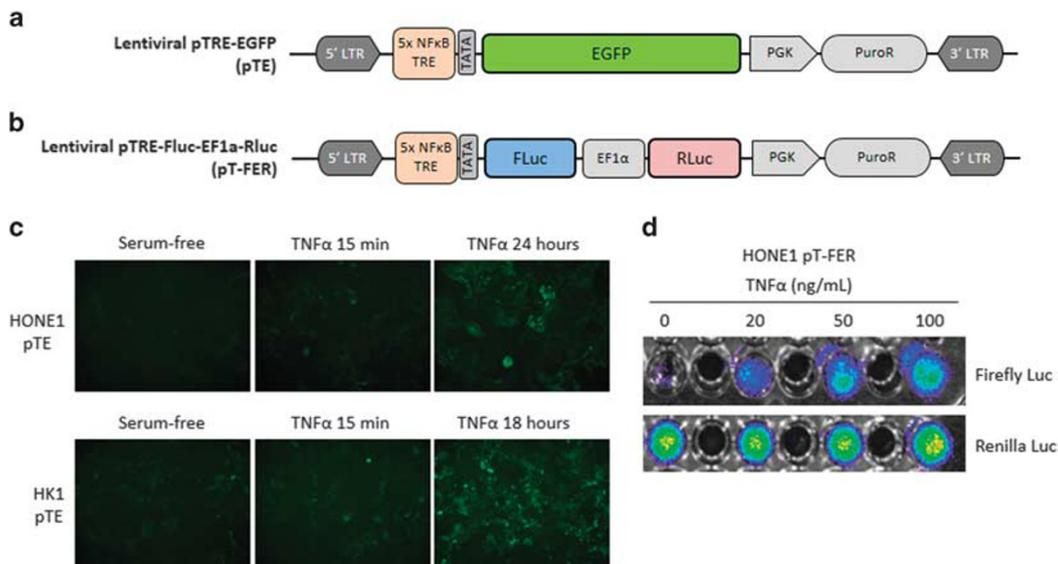 a
Lentiviral pTRE-EGFP
(pTE)
5' LTR
5x NFκB
TRE
TATA
EGFP
PGK
PuroR
3' LTR
b
Lentiviral pTRE-Fluc-EF1a-Rluc
(pT-FER)
5' LTR
5x NFκB
TRE
TATA
FLuc
EF1α
RLuc
PGK
PuroR
3' LTR
c
Serum-free
TNFα 15 min
TNFα 24 hours
HONE1
pTE
Serum-free
TNFα 15 min
TNFα 18 hours
HK1
pTE
d
HONE1 pT-FER
TNFα (ng/mL)
0 20 50 100
Firefly Luc
Renilla Luc